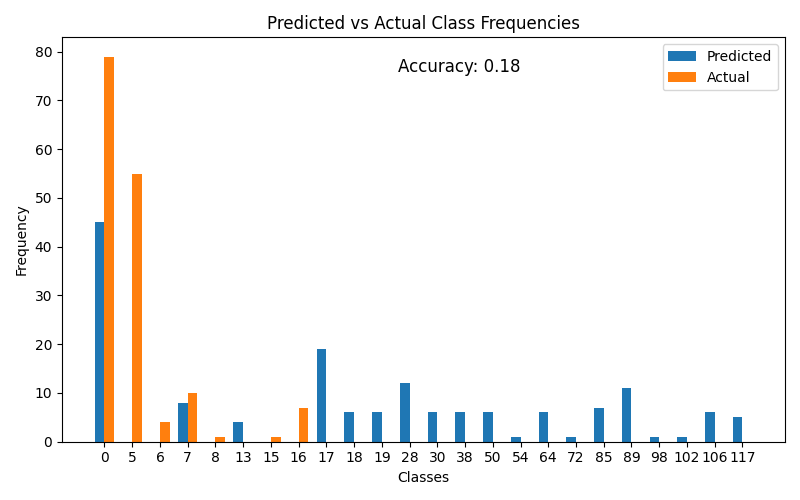 Predicted vs Actual Class Frequencies
Accuracy: 0.18
Predicted
Actual
Frequency
80
70
60
50
40
30
20
10
0
0 5 6 7 8 13 15 16 17 18 19 28 30 38 50 54 64 72 85 89 98 102 106 117
Classes